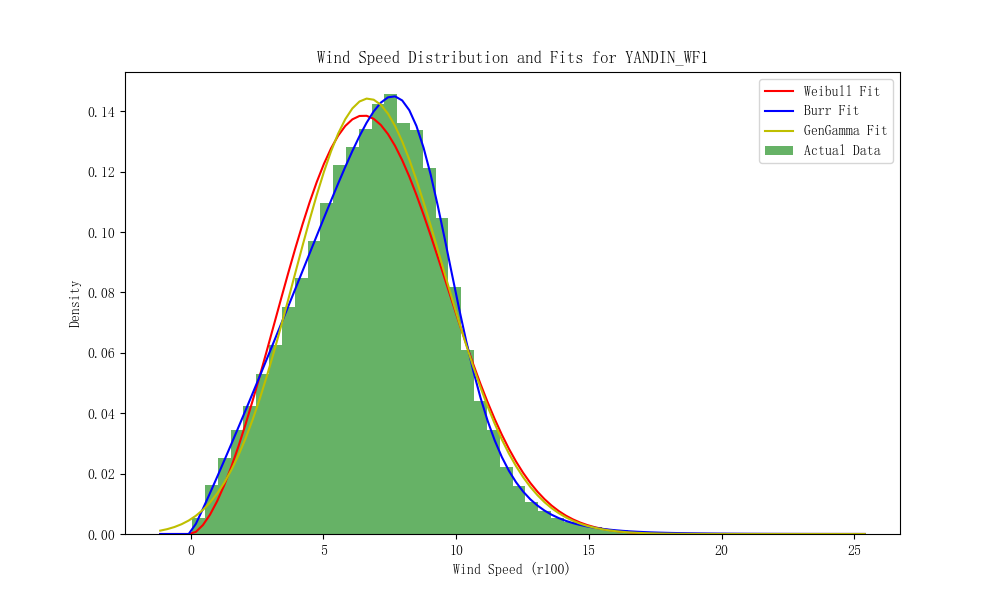 Wind Speed Distribution and Fits for YANDIN_WF1
Weibull Fit
Burr Fit
GenGamma Fit
Actual Data
Density
0.14
0.12
0.10
0.08
0.06
0.04
0.02
0.00
0
5
10
15
20
25
Wind Speed (r100)